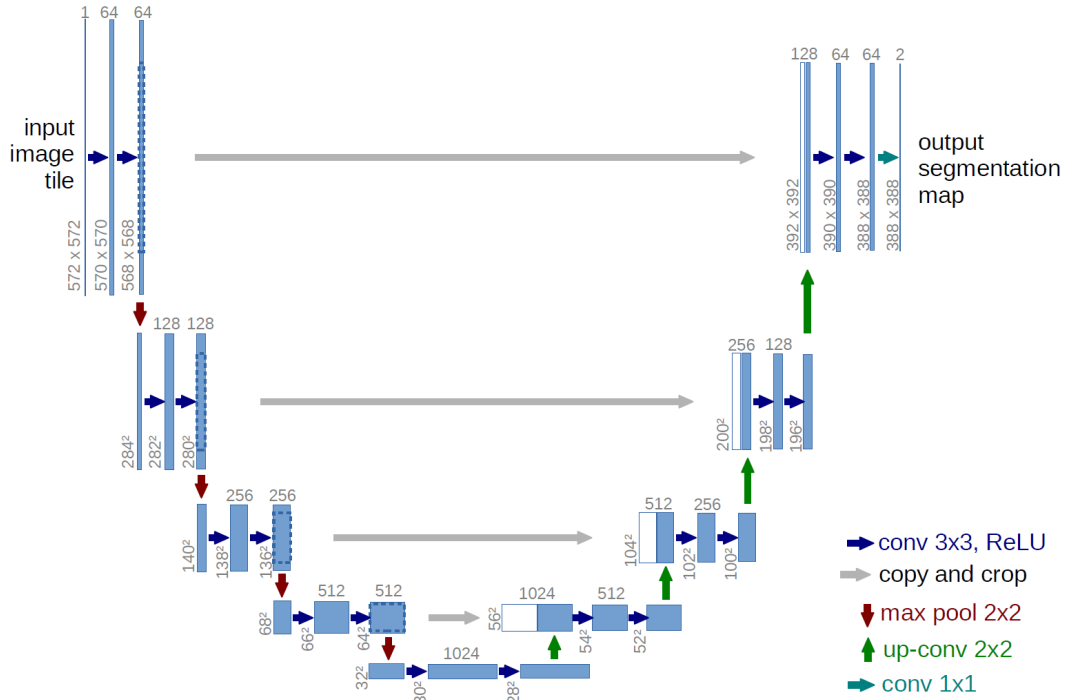 1 64 64
128 64 64 2
input
image
tile
output
segmentation
map
572 x 572
570 x 570
568 x 568
392 x 392
390 x 390
388 x 388
388 x 388
128 128
256 128
284²
282²
280²
200²
198²
196²
256 256
512 256
140²
138²
136²
104²
102²
100²
512 512
1024 512
68²
66²
64²
56²
54²
52²
1024
32²
30²
28²
conv 3x3, ReLU
copy and crop
max pool 2x2
up-conv 2x2
conv 1x1